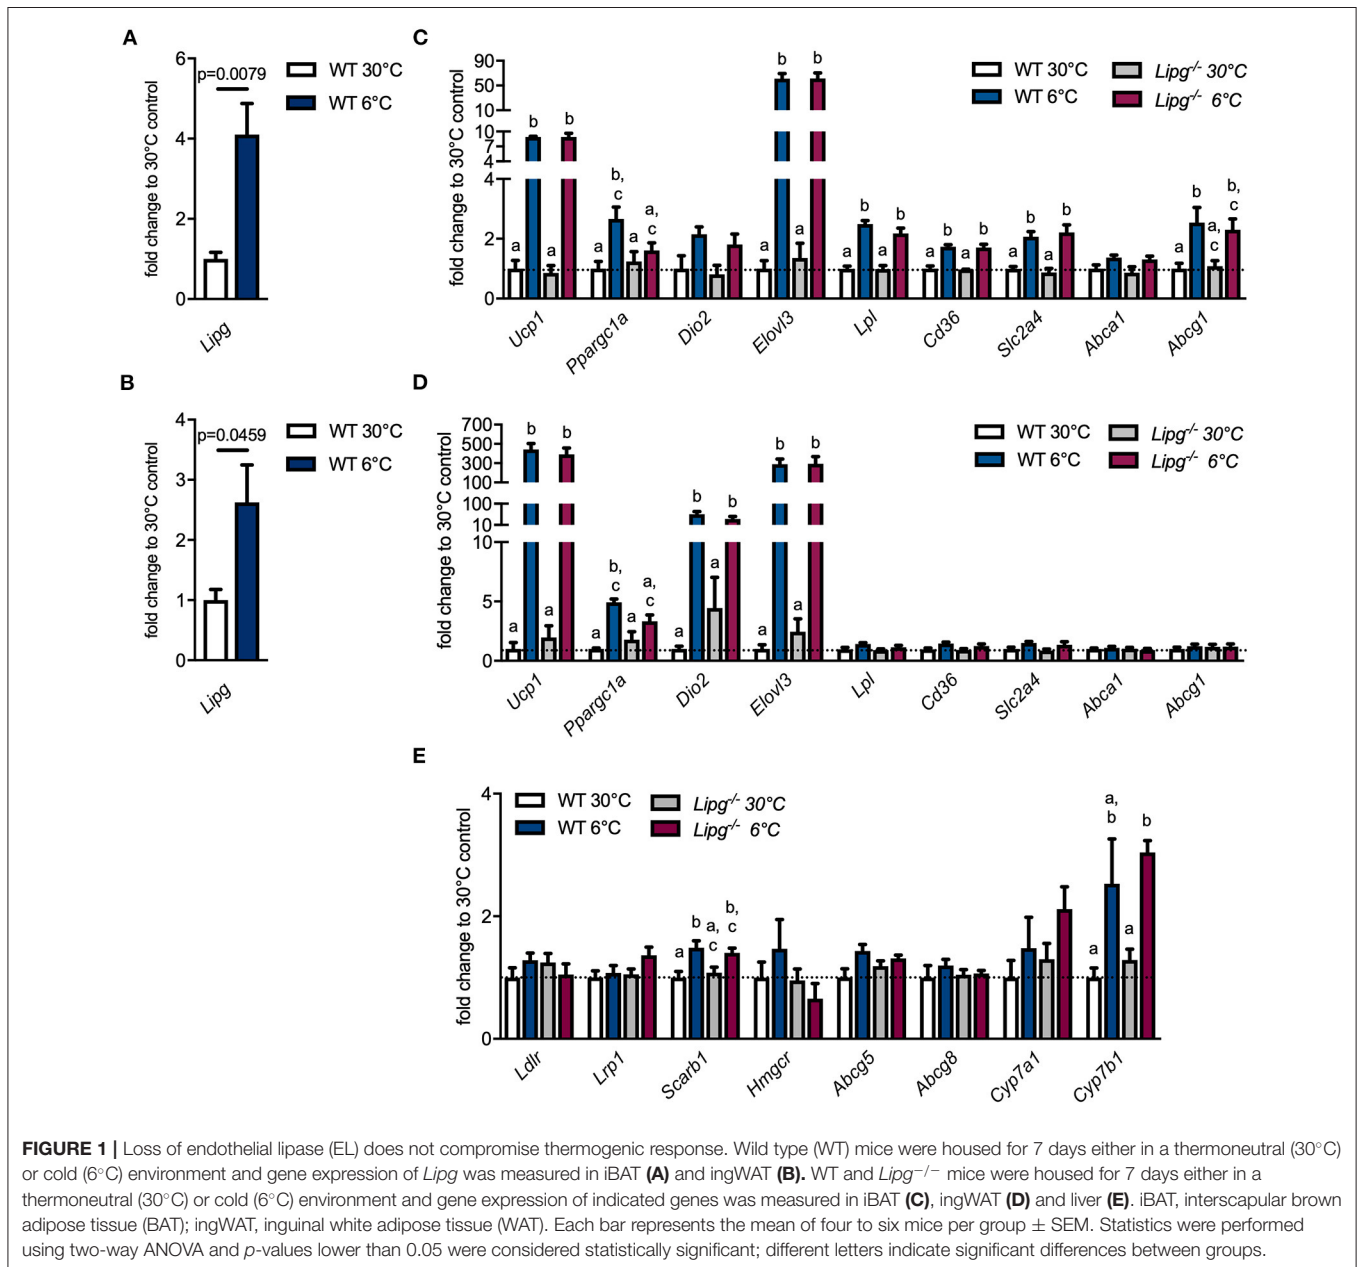 A
6
4
2
0
fold change to 30°C control
p=0.0079
WT 30°C
WT 6°C
Lipg
C
90
50
10
10
7
4
4
2
0
fold change to 30°C control
WT 30°C
WT 6°C
Lipg-/- 30°C
Lipg-/- 6°C
a b a b
a b, c a a, c
a b a b
a b a b
a b a b
a b a b
a b a, c b, c
Ucp1 Ppargc1a Dio2 Elovl3 Lpl Cd36 Slc2a4 Abca1 Abcg1
B
4
3
2
1
0
fold change to 30°C control
p=0.0459
WT 30°C
WT 6°C
Lipg
D
700
500
300
100
100
10
10
5
0
fold change to 30°C control
WT 30°C
WT 6°C
Lipg-/- 30°C
Lipg-/- 6°C
a b a b
a b, c a a, c
a b a b
a b a b
Ucp1 Ppargc1a Dio2 Elovl3 Lpl Cd36 Slc2a4 Abca1 Abcg1
E
4
2
0
fold change to 30°C control
WT 30°C
WT 6°C
Lipg-/- 30°C
Lipg-/- 6°C
a b a, c b, c
a a, b a b
Ldlr Lrp1 Scarb1 Hmgcr Abcg5 Abcg8 Cyp7a1 Cyp7b1
FIGURE 1 | Loss of endothelial lipase (EL) does not compromise thermogenic response. Wild type (WT) mice were housed for 7 days either in a thermoneutral (30°C)
or cold (6°C) environment and gene expression of Lipg was measured in iBAT (A) and ingWAT (B). WT and Lipg−/− mice were housed for 7 days either in a
thermoneutral (30°C) or cold (6°C) environment and gene expression of indicated genes was measured in iBAT (C), ingWAT (D) and liver (E). iBAT, interscapular brown
adipose tissue (BAT); ingWAT, inguinal white adipose tissue (WAT). Each bar represents the mean of four to six mice per group ± SEM. Statistics were performed
using two-way ANOVA and p-values lower than 0.05 were considered statistically significant; different letters indicate significant differences between groups.